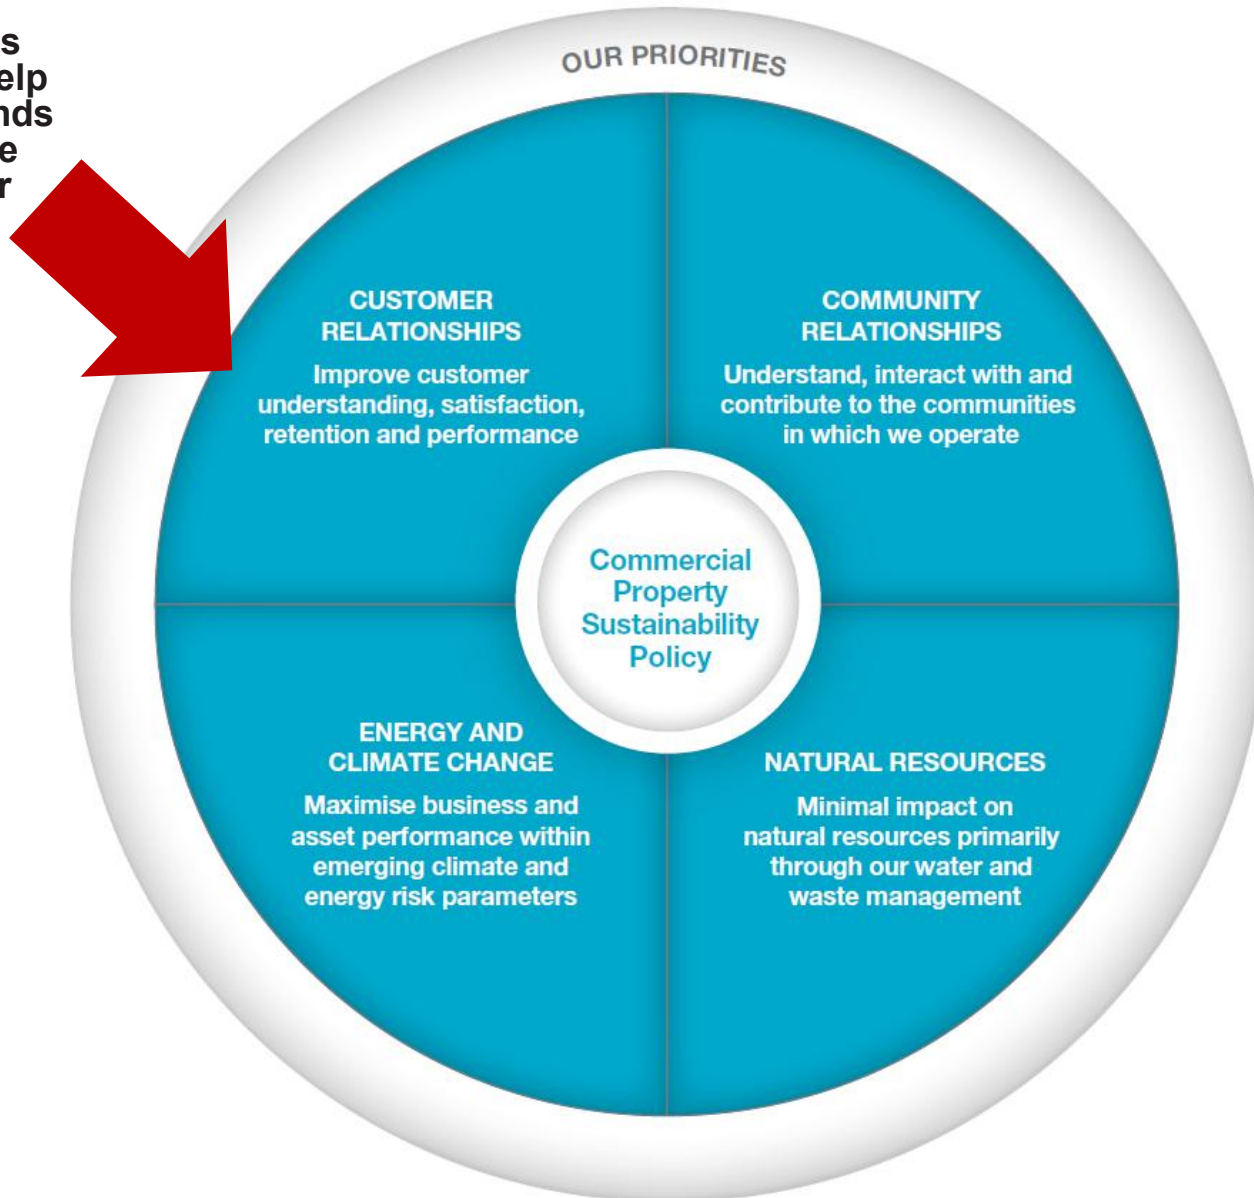 s
elp
nds
e
r
OUR PRIORITIES
CUSTOMER
RELATIONSHIPS
Improve customer
understanding, satisfaction,
retention and performance
COMMUNITY
RELATIONSHIPS
Understand, interact with and
contribute to the communities
in which we operate
Commercial
Property
Sustainability
Policy
ENERGY AND
CLIMATE CHANGE
Maximise business and
asset performance within
emerging climate and
energy risk parameters
NATURAL RESOURCES
Minimal impact on
natural resources primarily
through our water and
waste management